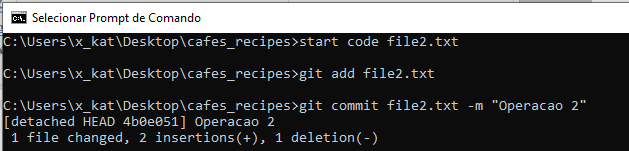 Selecionar Prompt de Comando
C:\Users\x_kat\Desktop\cafes_recipes>start code file2.txt
C:\Users\x_kat\Desktop\cafes_recipes>git add file2.txt
C:\Users\x_kat\Desktop\cafes_recipes>git commit file2.txt -m "Operacao 2"
[detached HEAD 4b0e051] Operacao 2
 1 file changed, 2 insertions(+), 1 deletion(-)